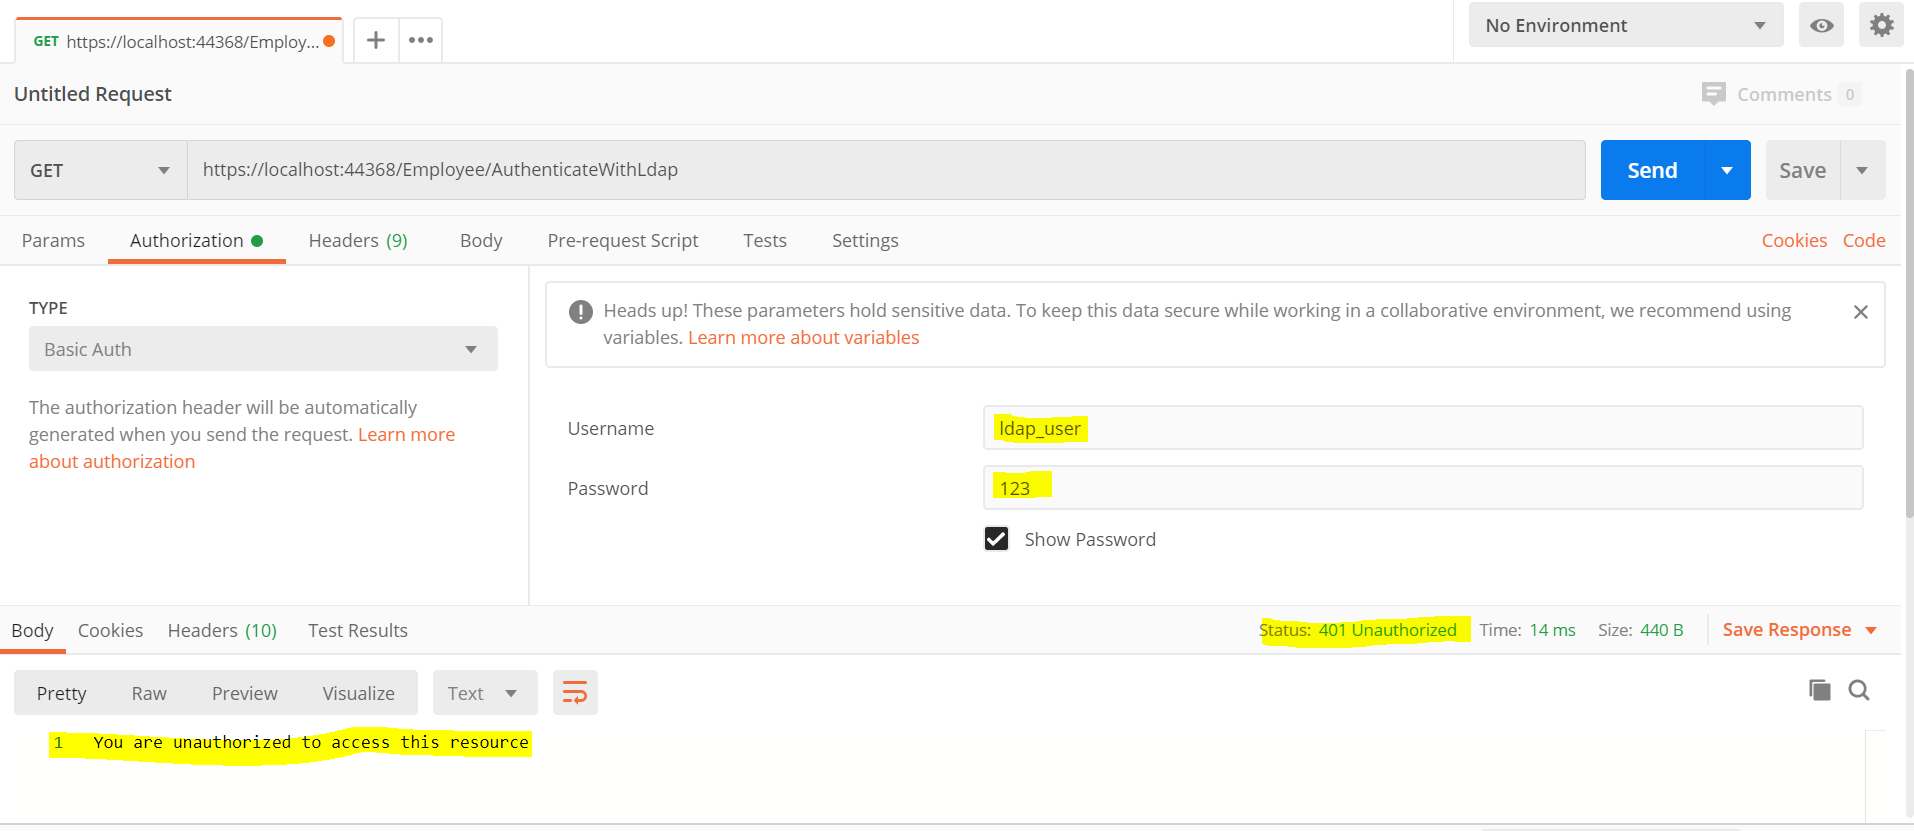 GET https://localhost:44368/Employ...
No Environment
Untitled Request
Comments 0
GET https://localhost:44368/Employee/AuthenticateWithLdap Send Save
Params Authorization Headers (9) Body Pre-request Script Tests Settings Cookies Code
TYPE
Basic Auth
The authorization header will be automatically
generated when you send the request. Learn more
about authorization
Heads up! These parameters hold sensitive data. To keep this data secure while working in a collaborative environment, we recommend using
variables. Learn more about variables
Username ldap_user
Password 123
Show Password
Body Cookies Headers (10) Test Results Status: 401 Unauthorized Time: 14 ms Size: 440 B Save Response
Pretty Raw Preview Visualize Text
1 You are unauthorized to access this resource